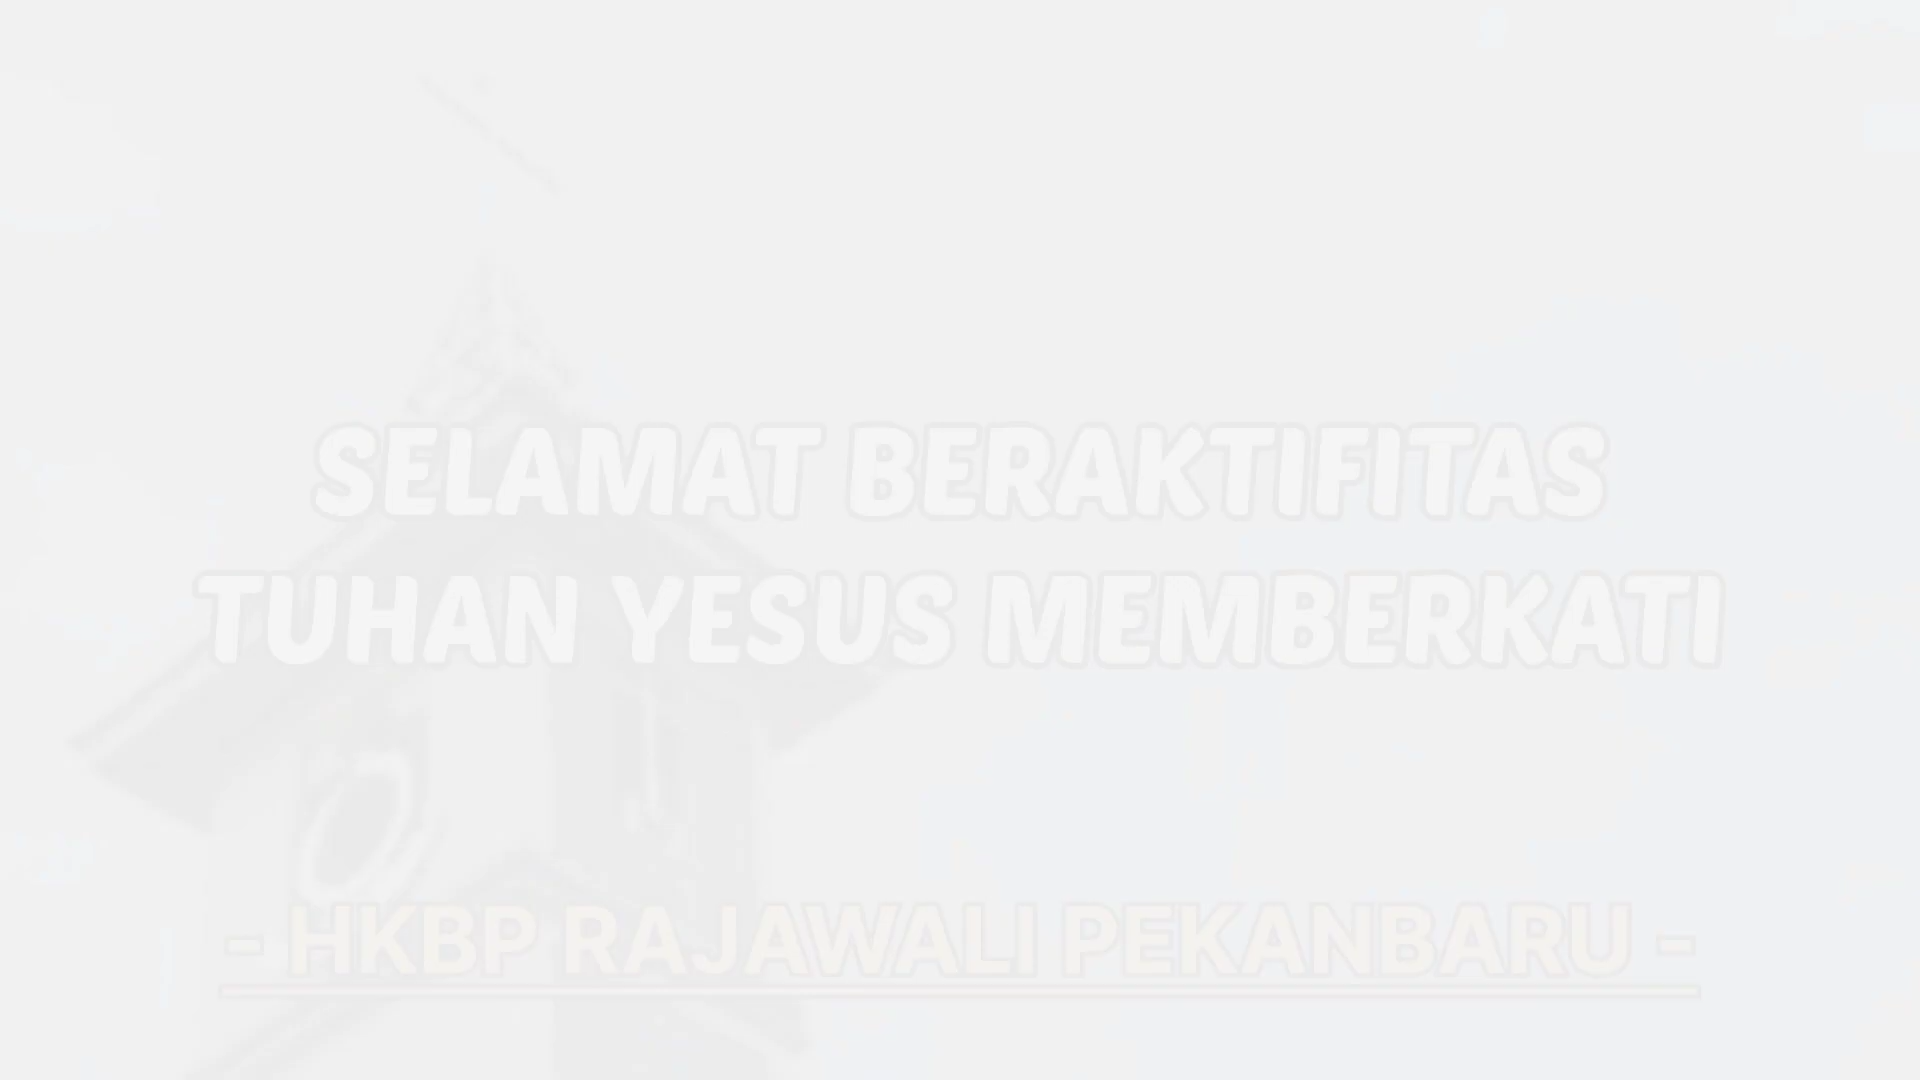 SELAMAT BERAKTIFITAS
TUHAN YESUS MEMBERKATI
- HKBP RAJAWALI PEKANBARU -